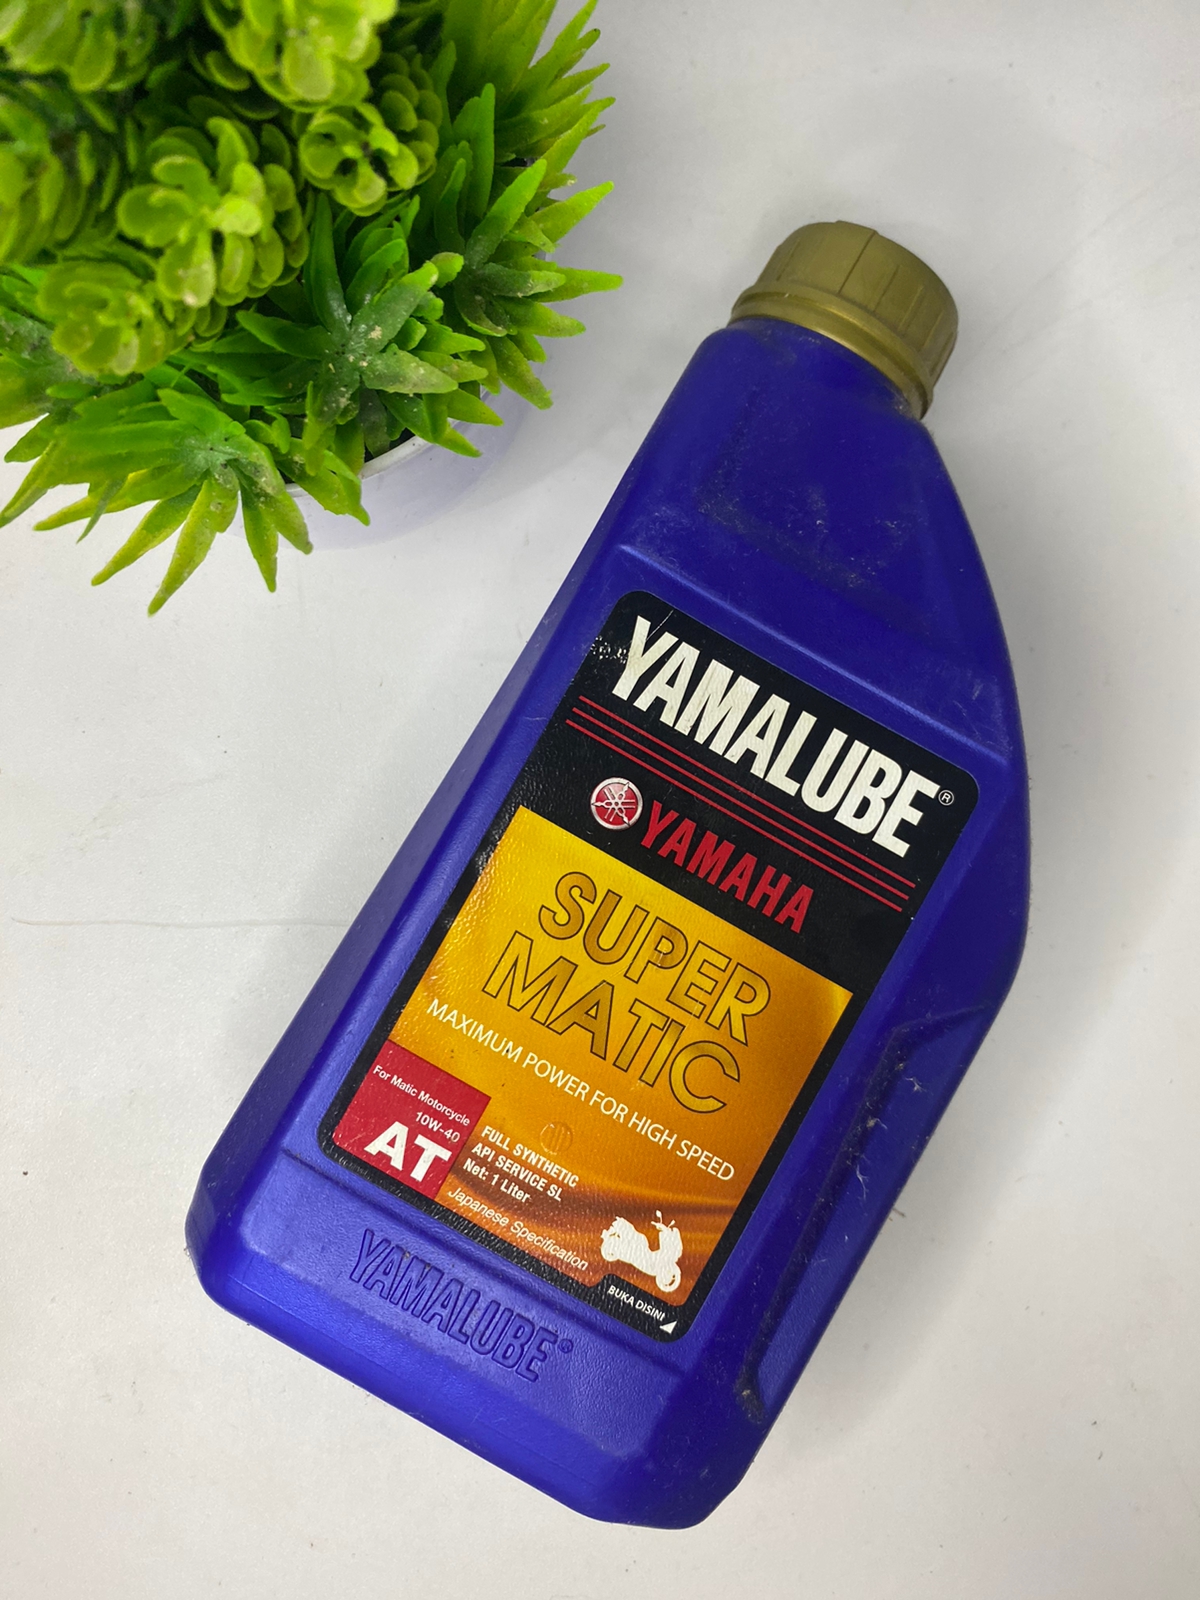 YAMALUBE®
YAMAHA
SUPER
MATIC
MAXIMUM POWER FOR HIGH SPEED
For Matic Motorcycle
10W-40
AT
FULL SYNTHETIC
API SERVICE SL
Net: 1 Liter
Japanese Specification
BUKA DISINI
YAMALUBE®